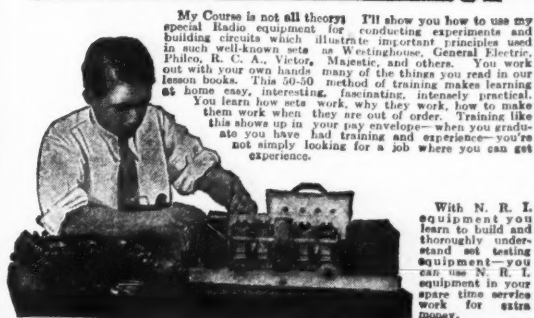 My Course is not all theory; I'll show you how to use my
special Radio equipment for conducting experiments and
building circuits which illustrate important principles used
in such well-known sets as Westinghouse, General Electric,
Philco, R. C. A., Victor, Majestic, and others. You work
out with your own hands many of the things you read in our
lesson books. This 50-50 method of training makes learning
at home easy, interesting, fascinating, intensely practical.
You learn how sets work, why they work, how to make
them work when they are out of order. Training like
this shows up in your pay envelope—when you gradu-
ate you have had training and experience—you're
not simply looking for a job where you can get
experience.
With N. R. I.
equipment you
learn to build and
thoroughly under-
stand set testing
equipment—you
can use N. R. I.
equipment in your
spare time service
work for extra
money.